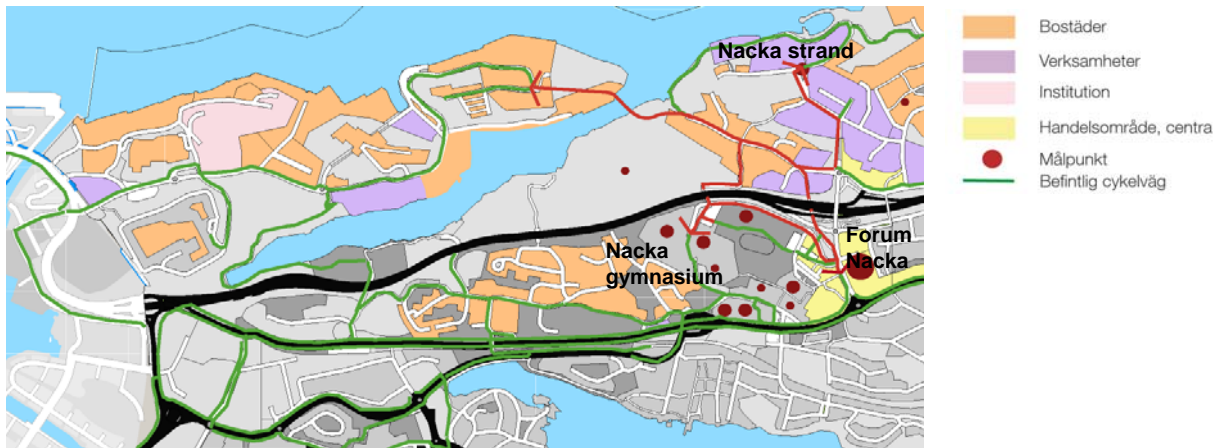 Nacka strand
Nacka
gymnasium
Forum
Nacka
Bostäder
Verksamheter
Institution
Handelsområde, centra
Målpunkt
Befintlig cykelväg